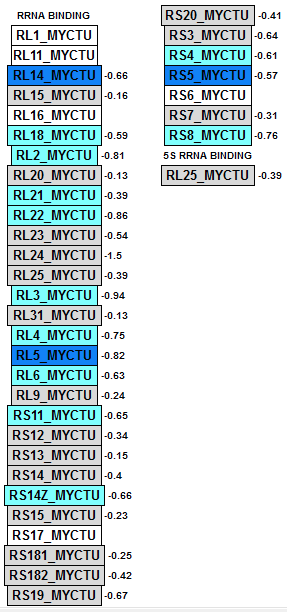 RRNA BINDING
RL1_MYCTU
RL11_MYCTU
RL14_MYCTU -0.66
RL15_MYCTU -0.16
RL16_MYCTU
RL18_MYCTU -0.59
RL2_MYCTU -0.81
RL20_MYCTU -0.13
RL21_MYCTU -0.39
RL22_MYCTU -0.86
RL23_MYCTU -0.54
RL24_MYCTU -1.5
RL25_MYCTU -0.39
RL3_MYCTU -0.94
RL31_MYCTU -0.13
RL4_MYCTU -0.75
RL5_MYCTU -0.82
RL6_MYCTU -0.63
RL9_MYCTU -0.24
RS11_MYCTU -0.65
RS12_MYCTU -0.34
RS13_MYCTU -0.15
RS14_MYCTU -0.4
RS14Z_MYCTU -0.66
RS15_MYCTU -0.23
RS17_MYCTU
RS181_MYCTU -0.25
RS182_MYCTU -0.42
RS19_MYCTU -0.67
RS20_MYCTU -0.41
RS3_MYCTU -0.64
RS4_MYCTU -0.61
RS5_MYCTU -0.57
RS6_MYCTU
RS7_MYCTU -0.31
RS8_MYCTU -0.76
5S RRNA BINDING
RL25_MYCTU -0.39